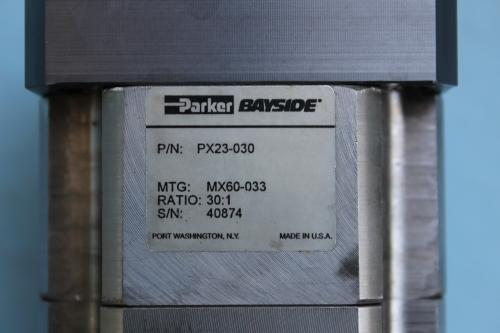 Parker BAYSIDE®
P/N: PX23-030
MTG: MX60-033
RATIO: 30:1
S/N: 40874
PORT WASHINGTON, N.Y. MADE IN U.S.A.